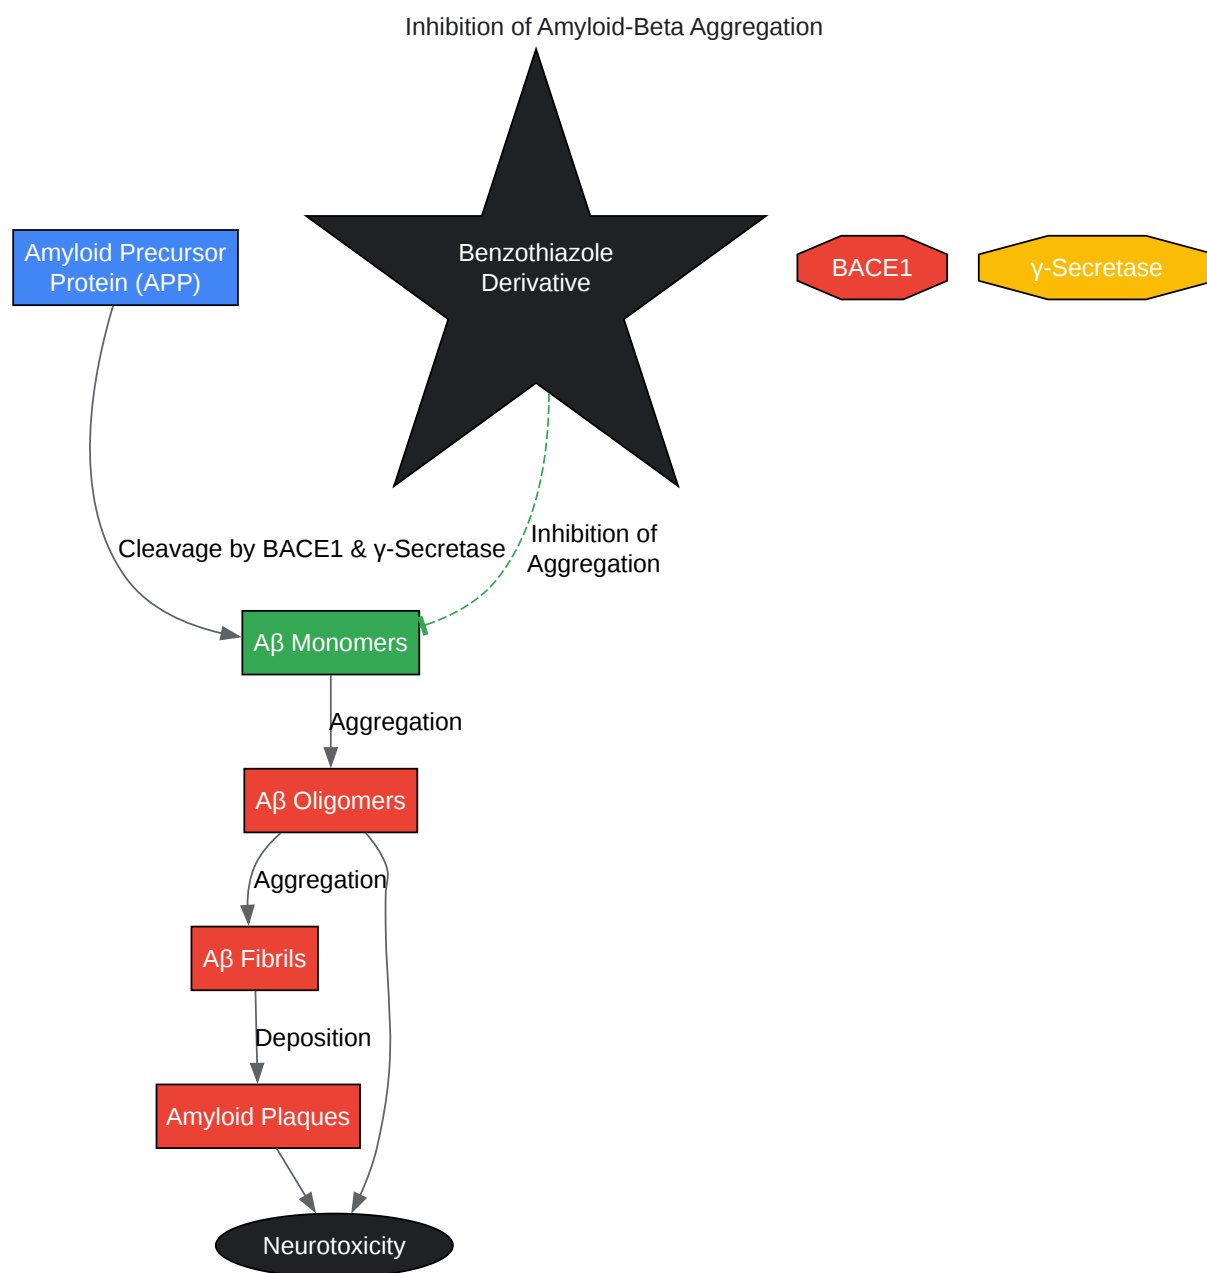 Inhibition of Amyloid-Beta Aggregation
Amyloid Precursor
Protein (APP)
Benzothiazole
Derivative
BACE1
γ-Secretase
Cleavage by BACE1 & γ-Secretase
Inhibition of
Aggregation
Aβ Monomers
Aggregation
Aβ Oligomers
Aggregation
Aβ Fibrils
Deposition
Amyloid Plaques
Neurotoxicity